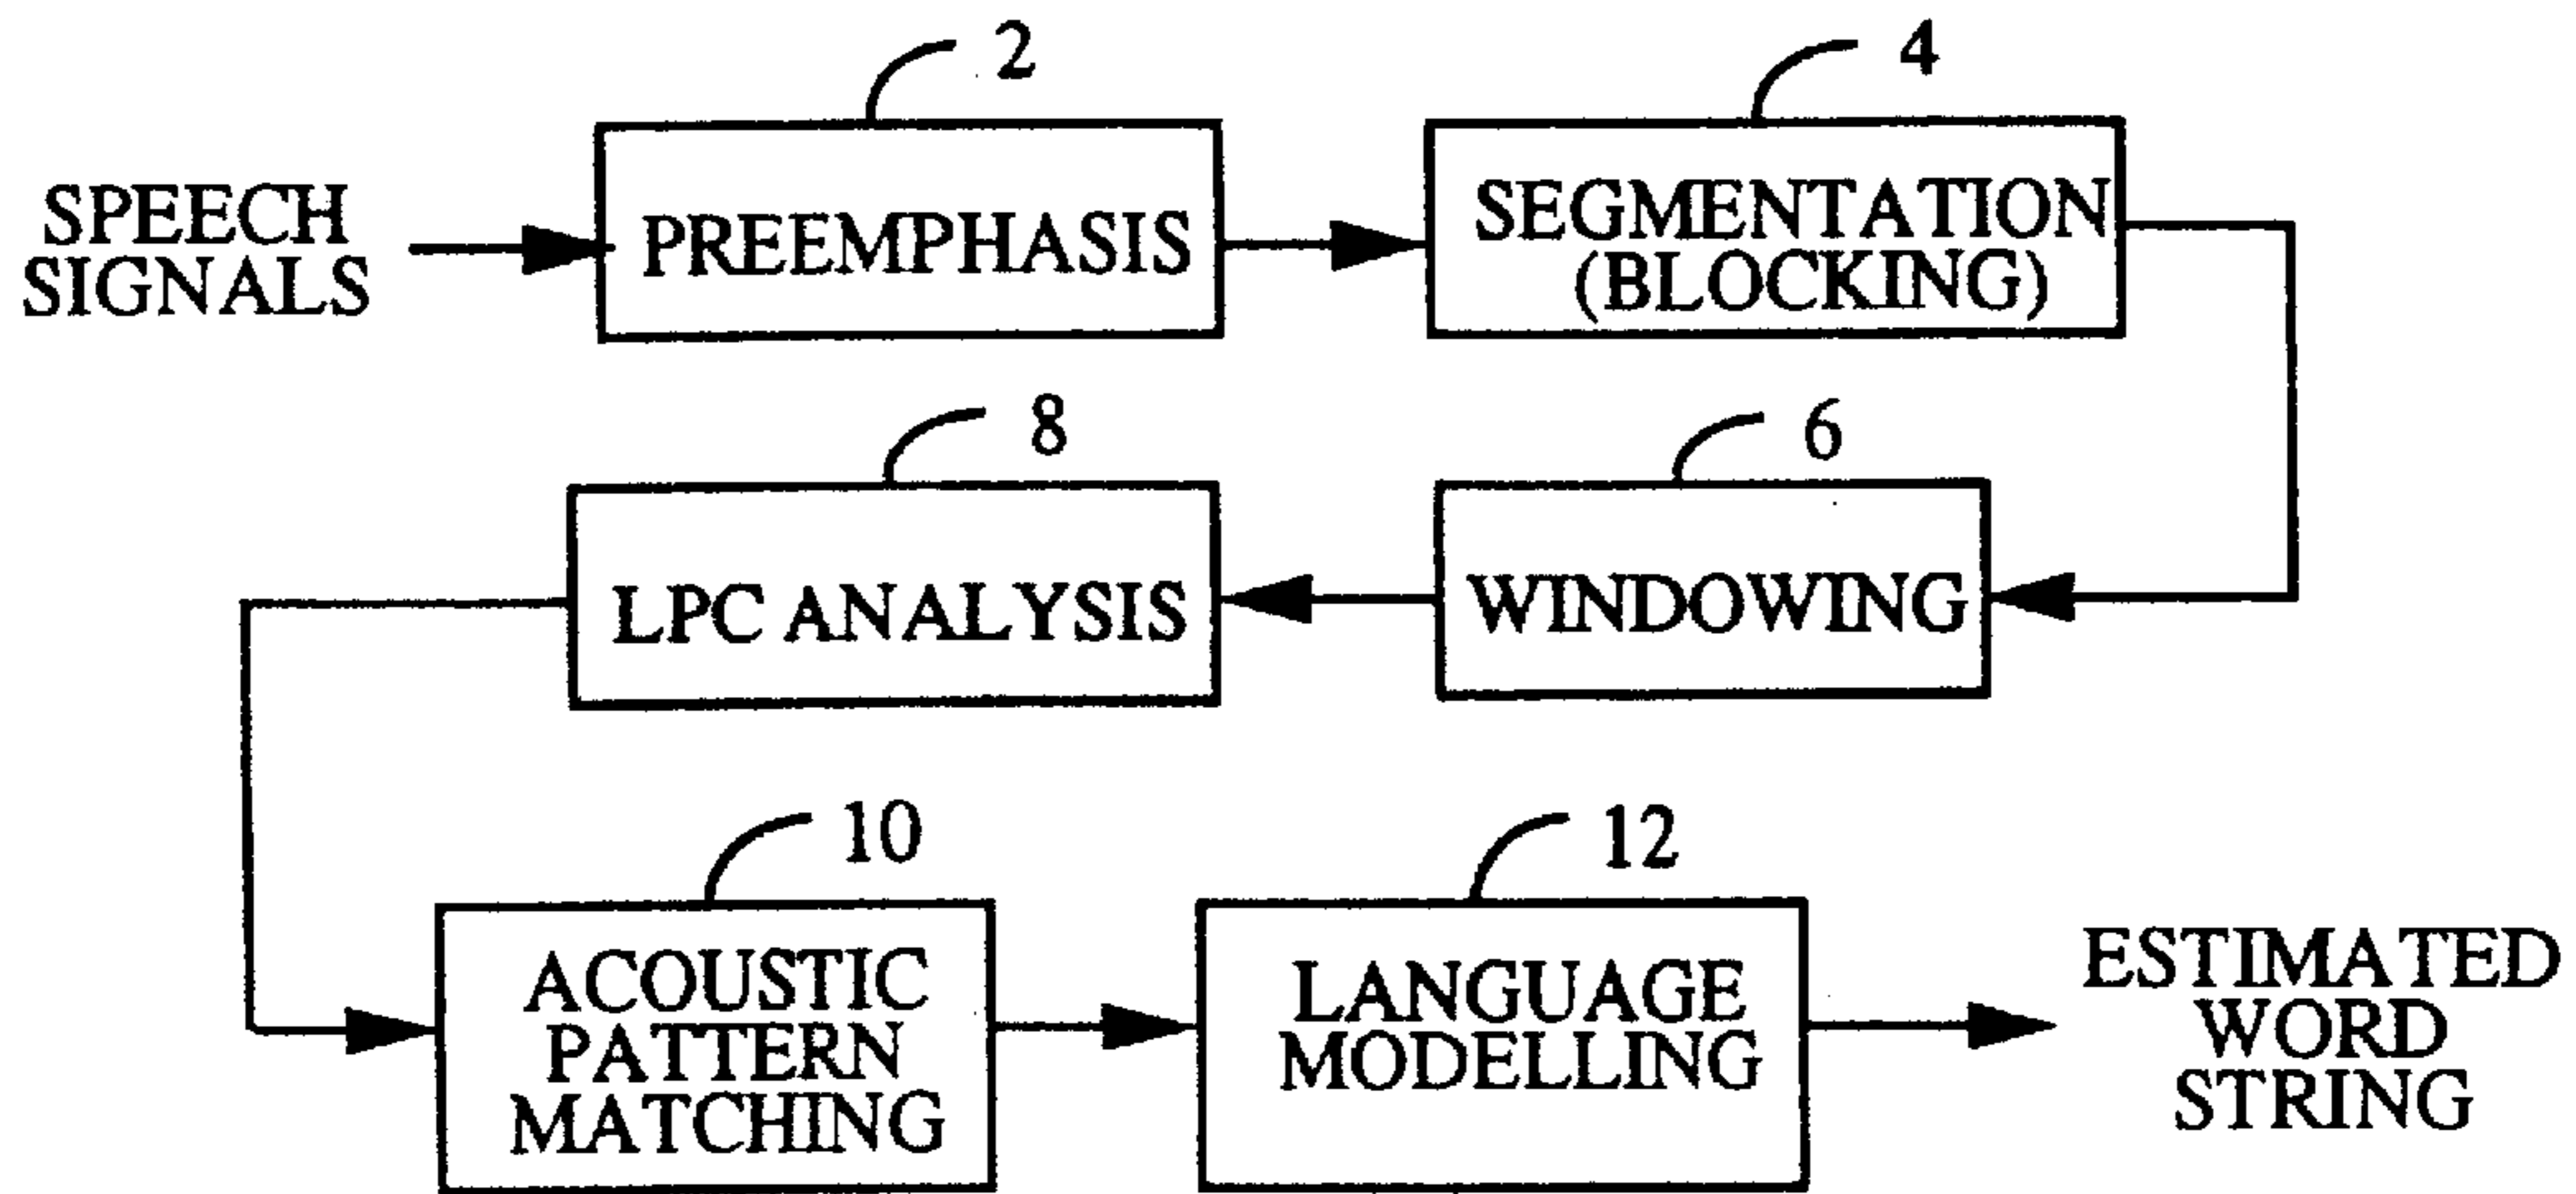 2
4
SPEECH
SIGNALS
PREEMPHASIS
SEGMENTATION
(BLOCKING)
8
6
LPC ANALYSIS
WINDOWING
10
12
ACOUSTIC
PATTERN
MATCHING
LANGUAGE
MODELLING
ESTIMATED
WORD
STRING